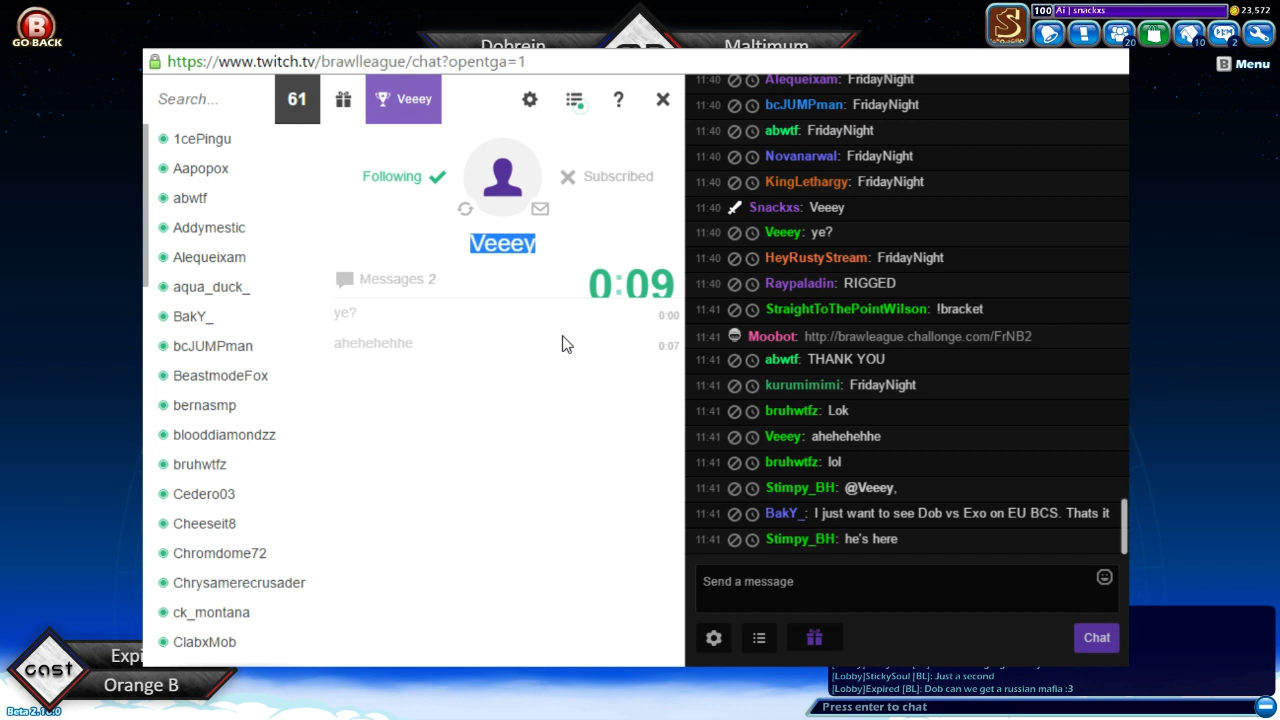 B
GO BACK
Dohrein
Maltimum
100 Ai | snackxs
23,572
20
10
2
B Menu
https://www.twitch.tv/brawlleague/chat?opentga=1
Search...
61
Veeey
?
1cePingu
Aapopox
abwtf
Addymestic
Alequeixam
aqua_duck_
BakY_
bcJUMPman
BeastmodeFox
bernasmp
blooddiamondzz
bruhwtfz
Cedero03
Cheeseit8
Chromdome72
Chrysamerecrusader
ck_montana
ClabxMob
Following
Subscribed
Veeey
Messages 2
0:09
ye?
0:00
ahehehehhe
0:07
11:40 Alequeixam: FridayNight
11:40 bcJUMPman: FridayNight
11:40 abwtf: FridayNight
11:40 Novanarwal: FridayNight
11:40 KingLethargy: FridayNight
11:40 Snackxs: Veeey
11:40 Veeey: ye?
11:40 HeyRustyStream: FridayNight
11:40 Raypaladin: RIGGED
11:41 StraightToThePointWilson: !bracket
11:41 Moobot: http://brawleague.challonge.com/FrNB2
11:41 abwtf: THANK YOU
11:41 kurumimimi: FridayNight
11:41 bruhwtfz: Lok
11:41 Veeey: ahehehehhe
11:41 bruhwtfz: lol
11:41 Stimpy_BH: @Veeey,
11:41 BakY_: I just want to see Dob vs Exo on EU BCS. Thats it
11:41 Stimpy_BH: he's here
Send a message
Chat
cast
Expi
Orange B
[Lobby]StickySoul [BL]: Just a second
[Lobby]Expired [BL]: Dob can we get a russian mafia :3
Press enter to chat